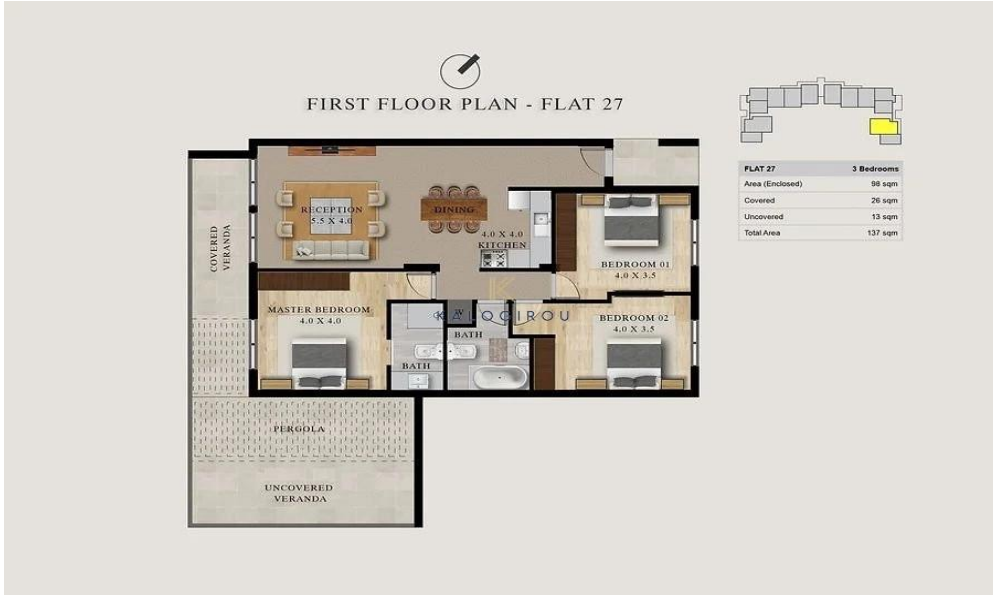 FIRST FLOOR PLAN - FLAT 27
FLAT 27 3 Bedrooms
Area (Enclosed) 98 sqm
Covered 26 sqm
Uncovered 13 sqm
Total Area 137 sqm
RECEPTION
5.5 X 4.0
DINING
4.0 X 4.0
KITCHEN
COVERED
VERANDA
BEDROOM 01
4.0 X 3.5
MASTER BEDROOM
4.0 X 4.0
K
KALOGIROU
BEDROOM 02
4.0 X 3.5
BATH
BATH
PERGOLA
UNCOVERED
VERANDA